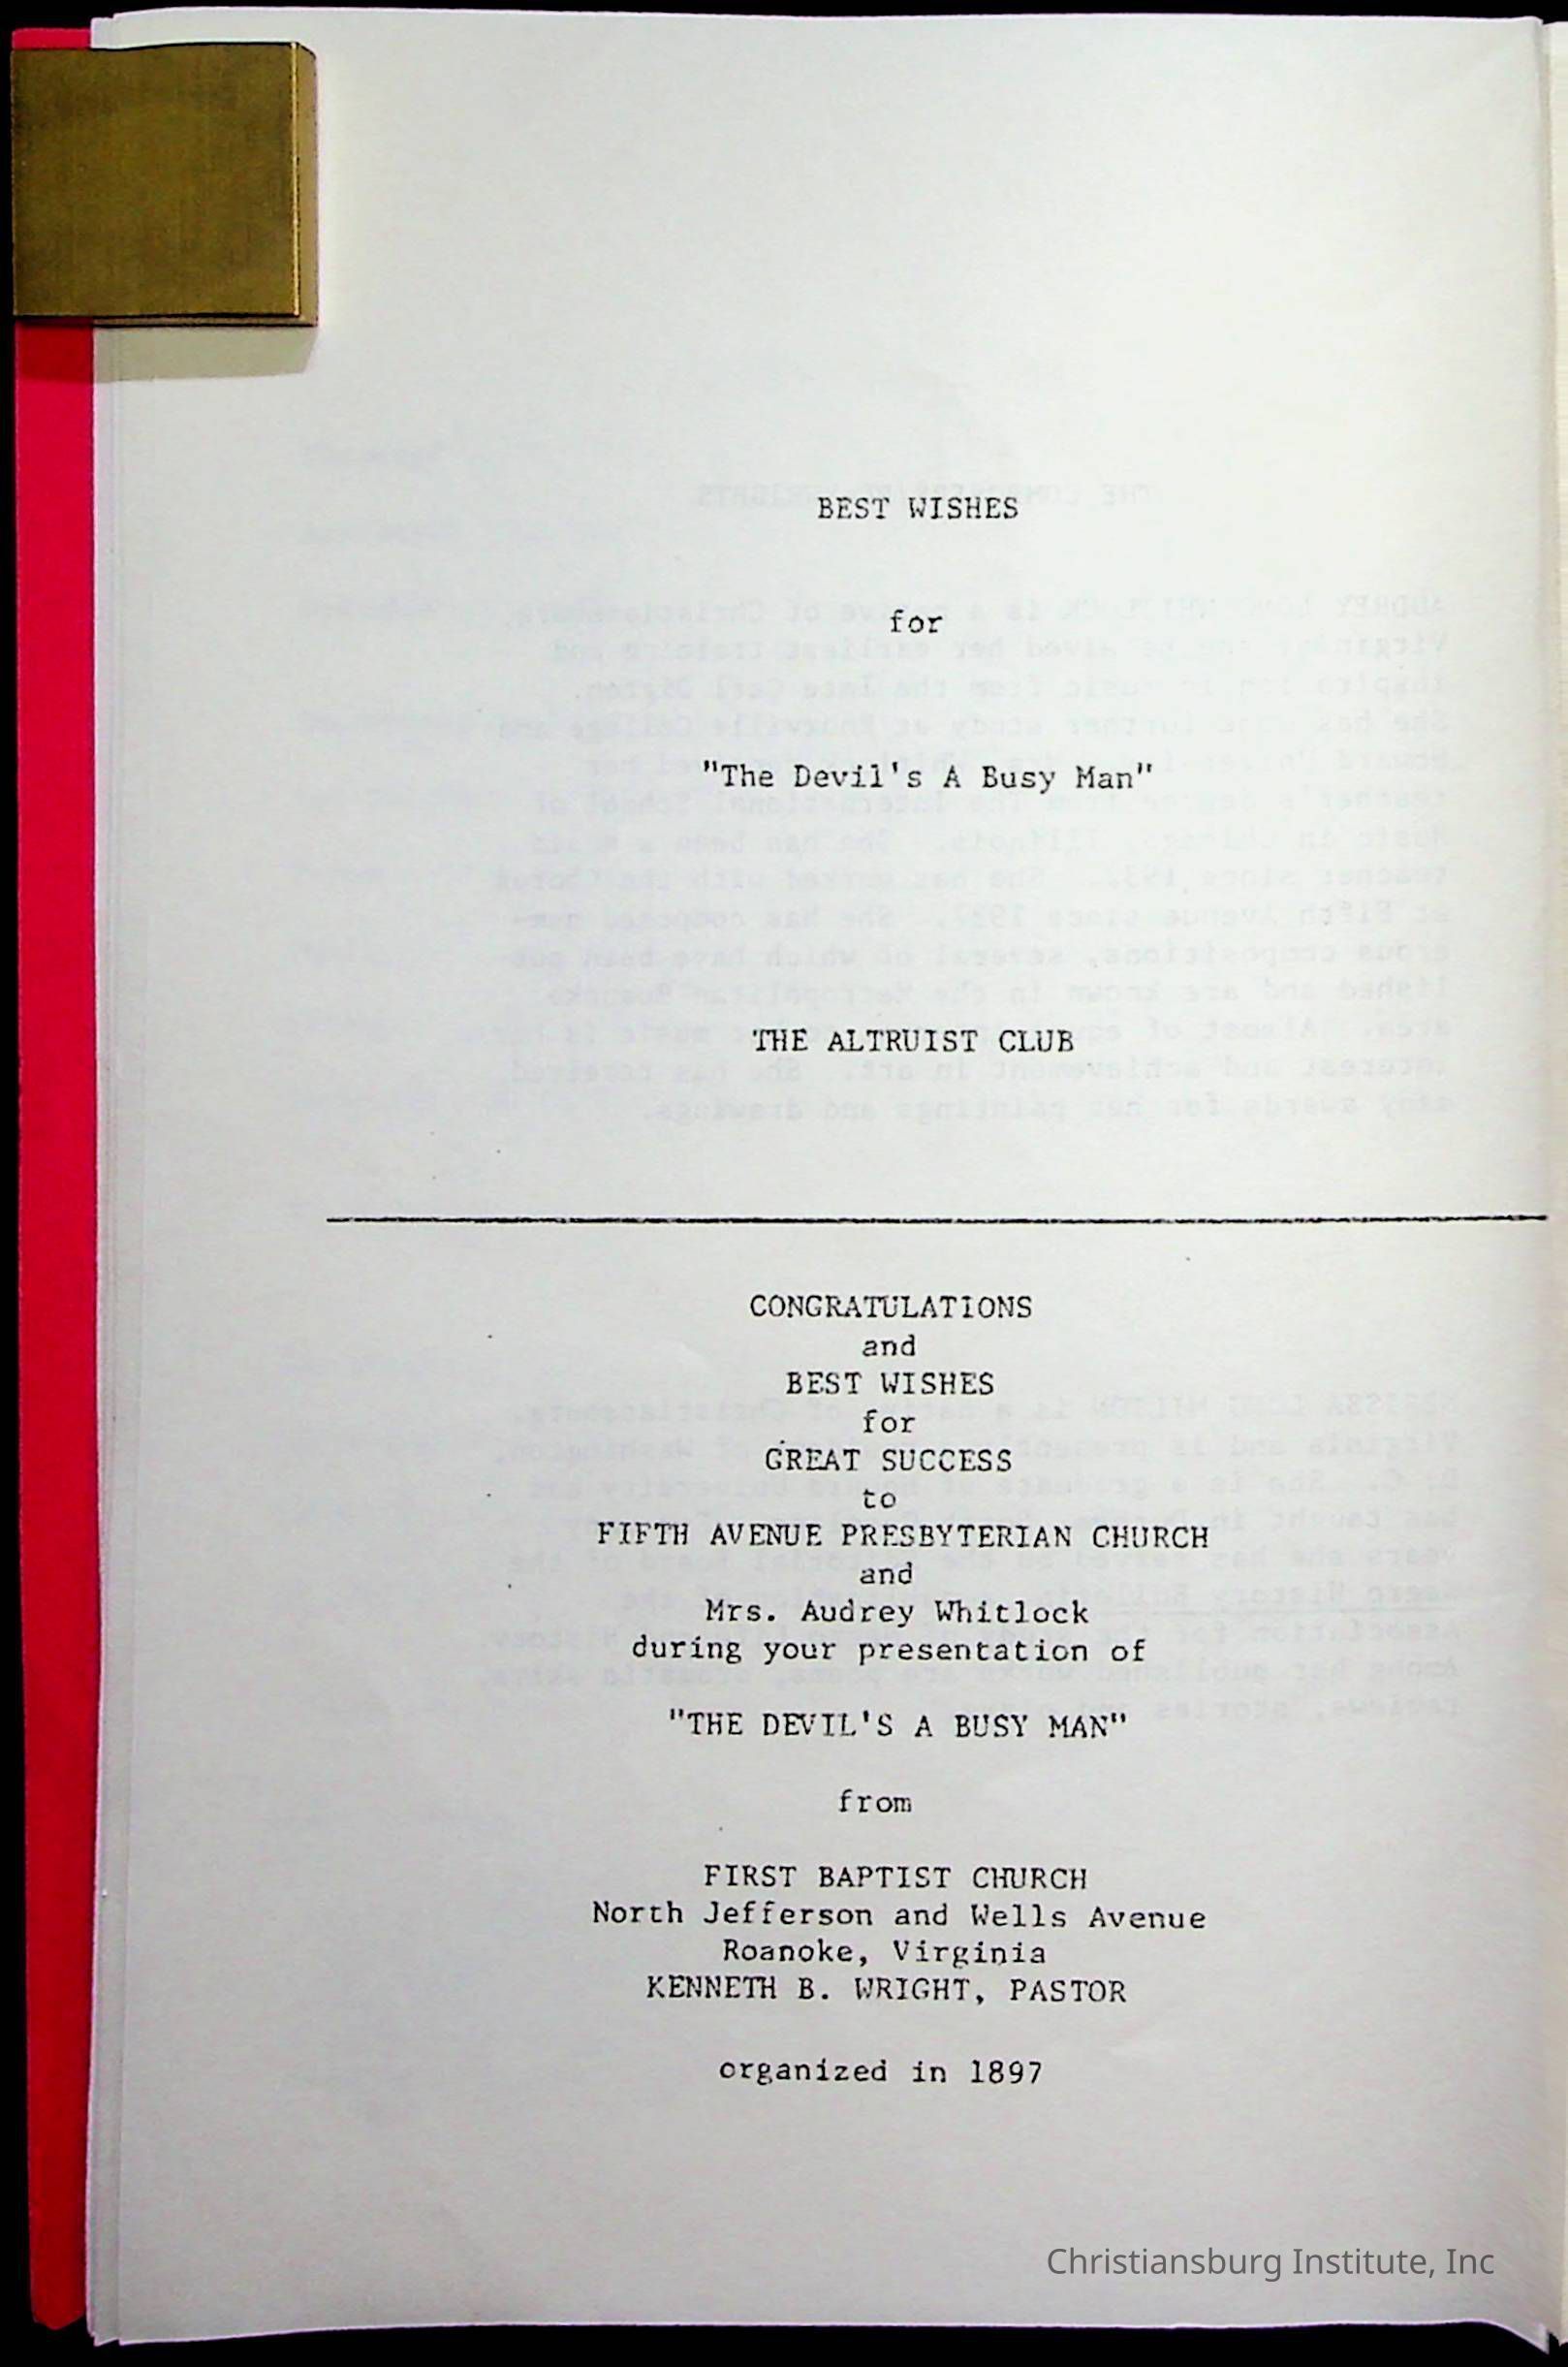 BEST WISHES
for
"The Devil's A Busy Man"
THE ALTRUIST CLUB
CONGRATULATIONS
and
BEST WISHES
for
GREAT SUCCESS
to
FIFTH AVENUE PRESBYTERIAN CHURCH
and
Mrs. Audrey Whitlock
during your presentation of
"THE DEVIL'S A BUSY MAN"
from
FIRST BAPTIST CHURCH
North Jefferson and Wells Avenue
Roanoke, Virginia
KENNETH B. WRIGHT, PASTOR
organized in 1897
Christiansburg Institute, Inc